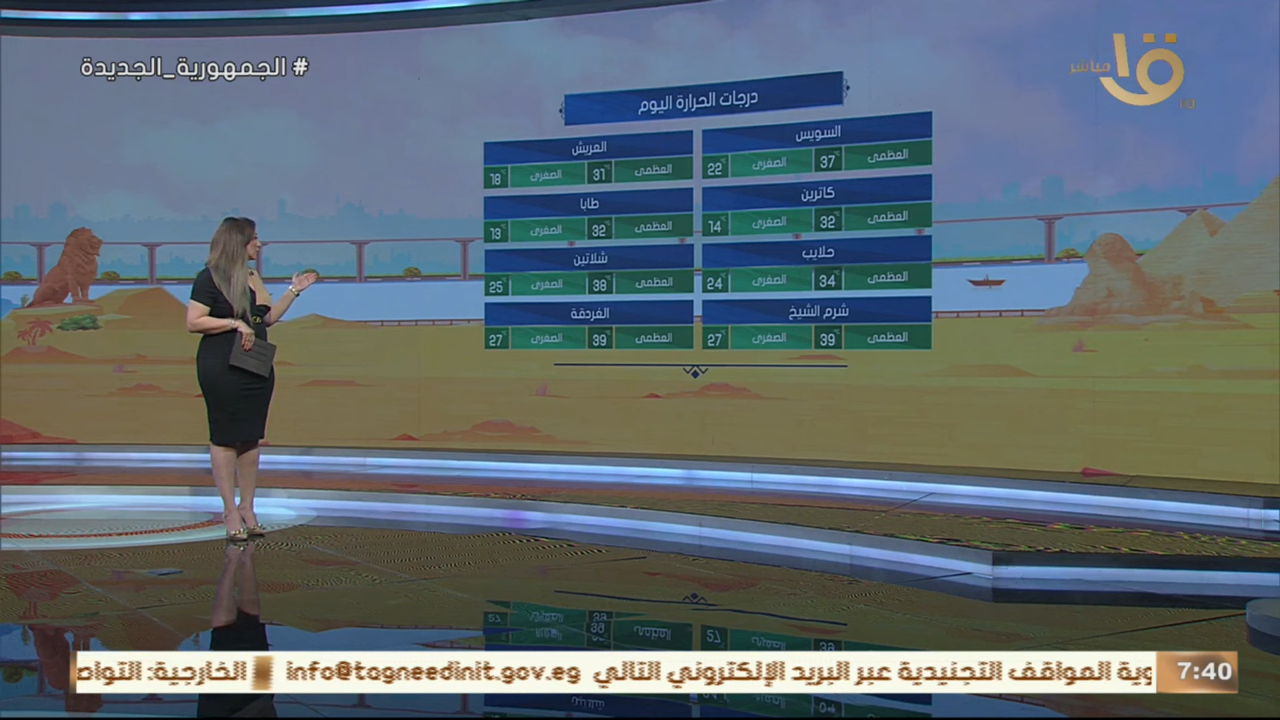 # الجمهورية_الجديدة
مباشر
HD
درجات الحرارة اليوم
السويس
العظمى 37 الصغرى 22
العريش
العظمى 31 الصغرى 18
كاترين
العظمى 32 الصغرى 14
طابا
العظمى 32 الصغرى 13
حلايب
العظمى 34 الصغرى 24
شلاتين
العظمى 38 الصغرى 25
شرم الشيخ
العظمى 39 الصغرى 27
الغردقة
العظمى 39 الصغرى 27
7:40
وية المواقف التجنيدية عبر البريد الإلكتروني التالي info@togneedinit.gov.eg الخارجية: التواص